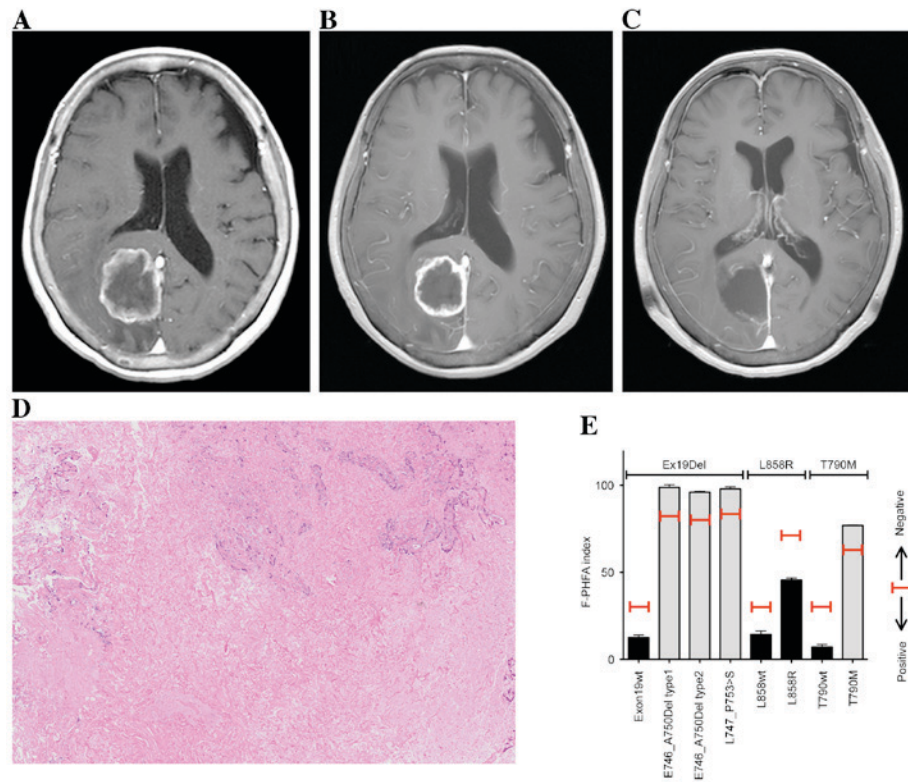 A
B
C
D
E
Ex19Del
L858R
T790M
100
50
0
F-PHFA index
Exon19wt
E746_A750Del type1
E746_A750Del type2
L747_P753>S
L858wt
L858R
T790wt
T790M
Negative
Positive